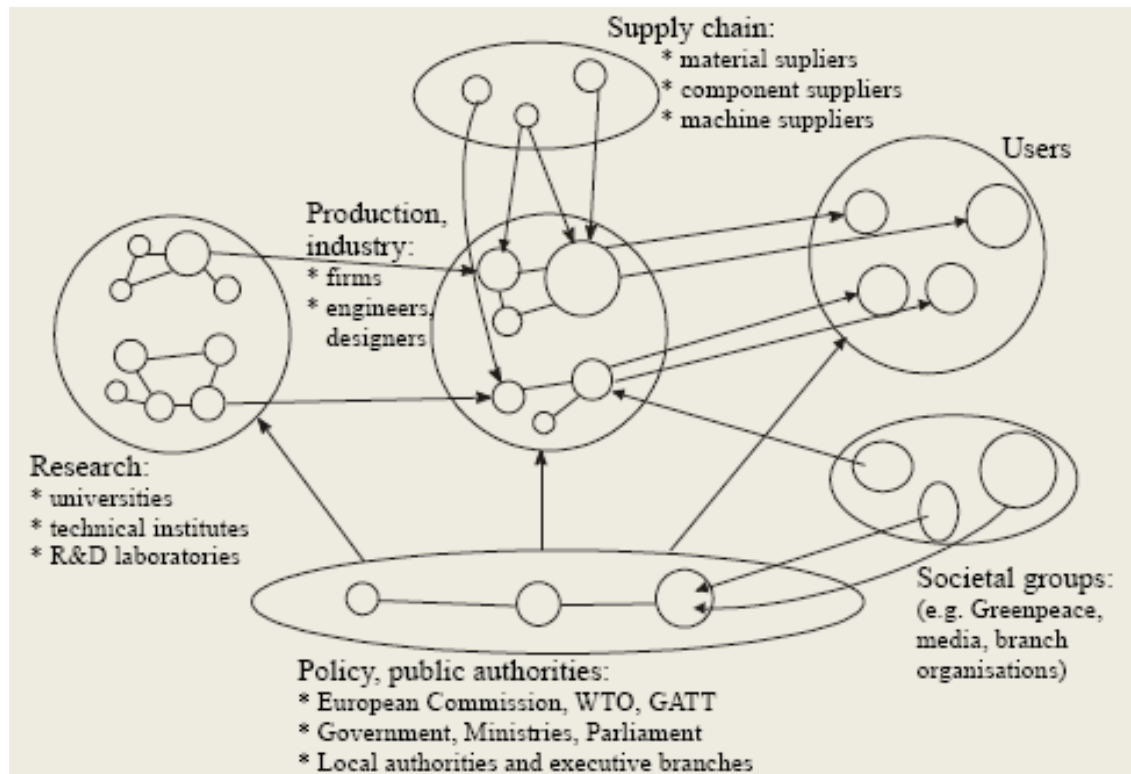 Supply chain:
* material supliers
* component suppliers
* machine suppliers
Users
Production,
industry:
* firms
* engineers,
designers
Research:
* universities
* technical institutes
* R&D laboratories
Societal groups:
(e.g. Greenpeace,
media, branch
organisations)
Policy, public authorities:
* European Commission, WTO, GATT
* Government, Ministries, Parliament
* Local authorities and executive branches